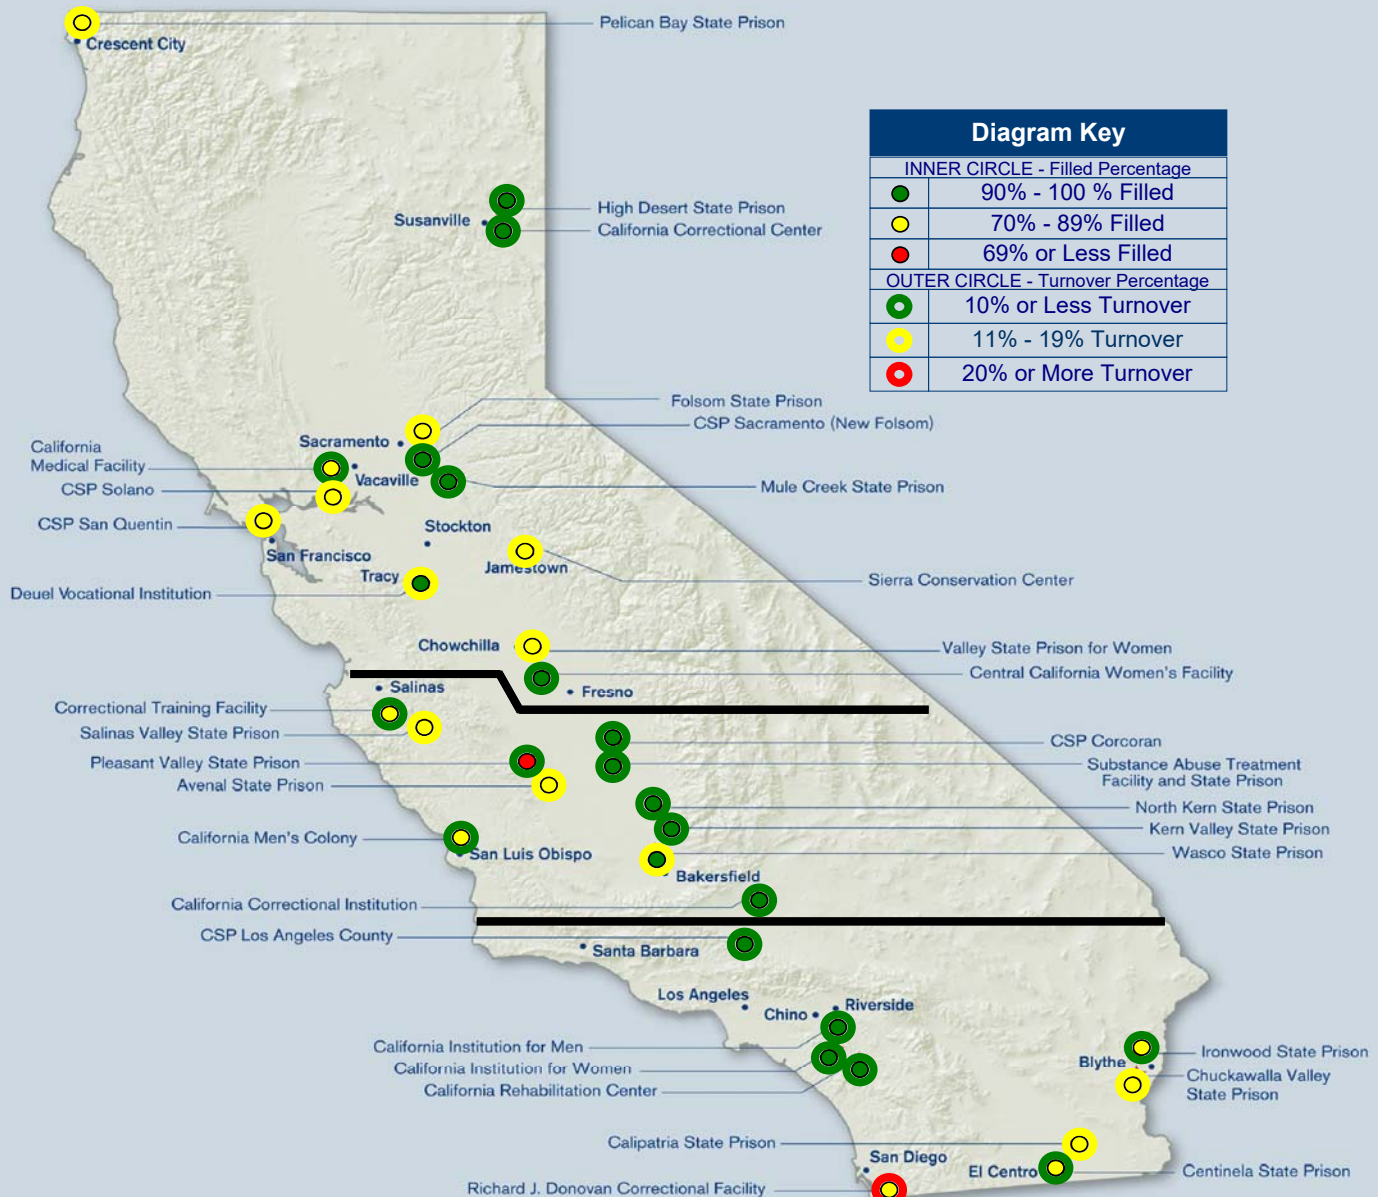 Pelican Bay State Prison
Crescent City
Diagram Key
INNER CIRCLE - Filled Percentage
90% - 100 % Filled
70% - 89% Filled
69% or Less Filled
OUTER CIRCLE - Turnover Percentage
10% or Less Turnover
11% - 19% Turnover
20% or More Turnover
Susanville
High Desert State Prison
California Correctional Center
Folsom State Prison
CSP Sacramento (New Folsom)
Sacramento
California
Medical Facility
Vacaville
CSP Solano
Mule Creek State Prison
CSP San Quentin
Stockton
San Francisco
Jamestown
Tracy
Sierra Conservation Center
Deuel Vocational Institution
Chowchilla
Valley State Prison for Women
Central California Women's Facility
Salinas
Fresno
Correctional Training Facility
Salinas Valley State Prison
CSP Corcoran
Pleasant Valley State Prison
Substance Abuse Treatment
Facility and State Prison
Avenal State Prison
North Kern State Prison
Kern Valley State Prison
California Men's Colony
San Luis Obispo
Wasco State Prison
Bakersfield
California Correctional Institution
CSP Los Angeles County
Santa Barbara
Los Angeles
Chino
Riverside
California Institution for Men
California Institution for Women
California Rehabilitation Center
Blythe
Ironwood State Prison
Chuckawalla Valley
State Prison
Calipatria State Prison
San Diego
El Centro
Centinela State Prison
Richard J. Donovan Correctional Facility